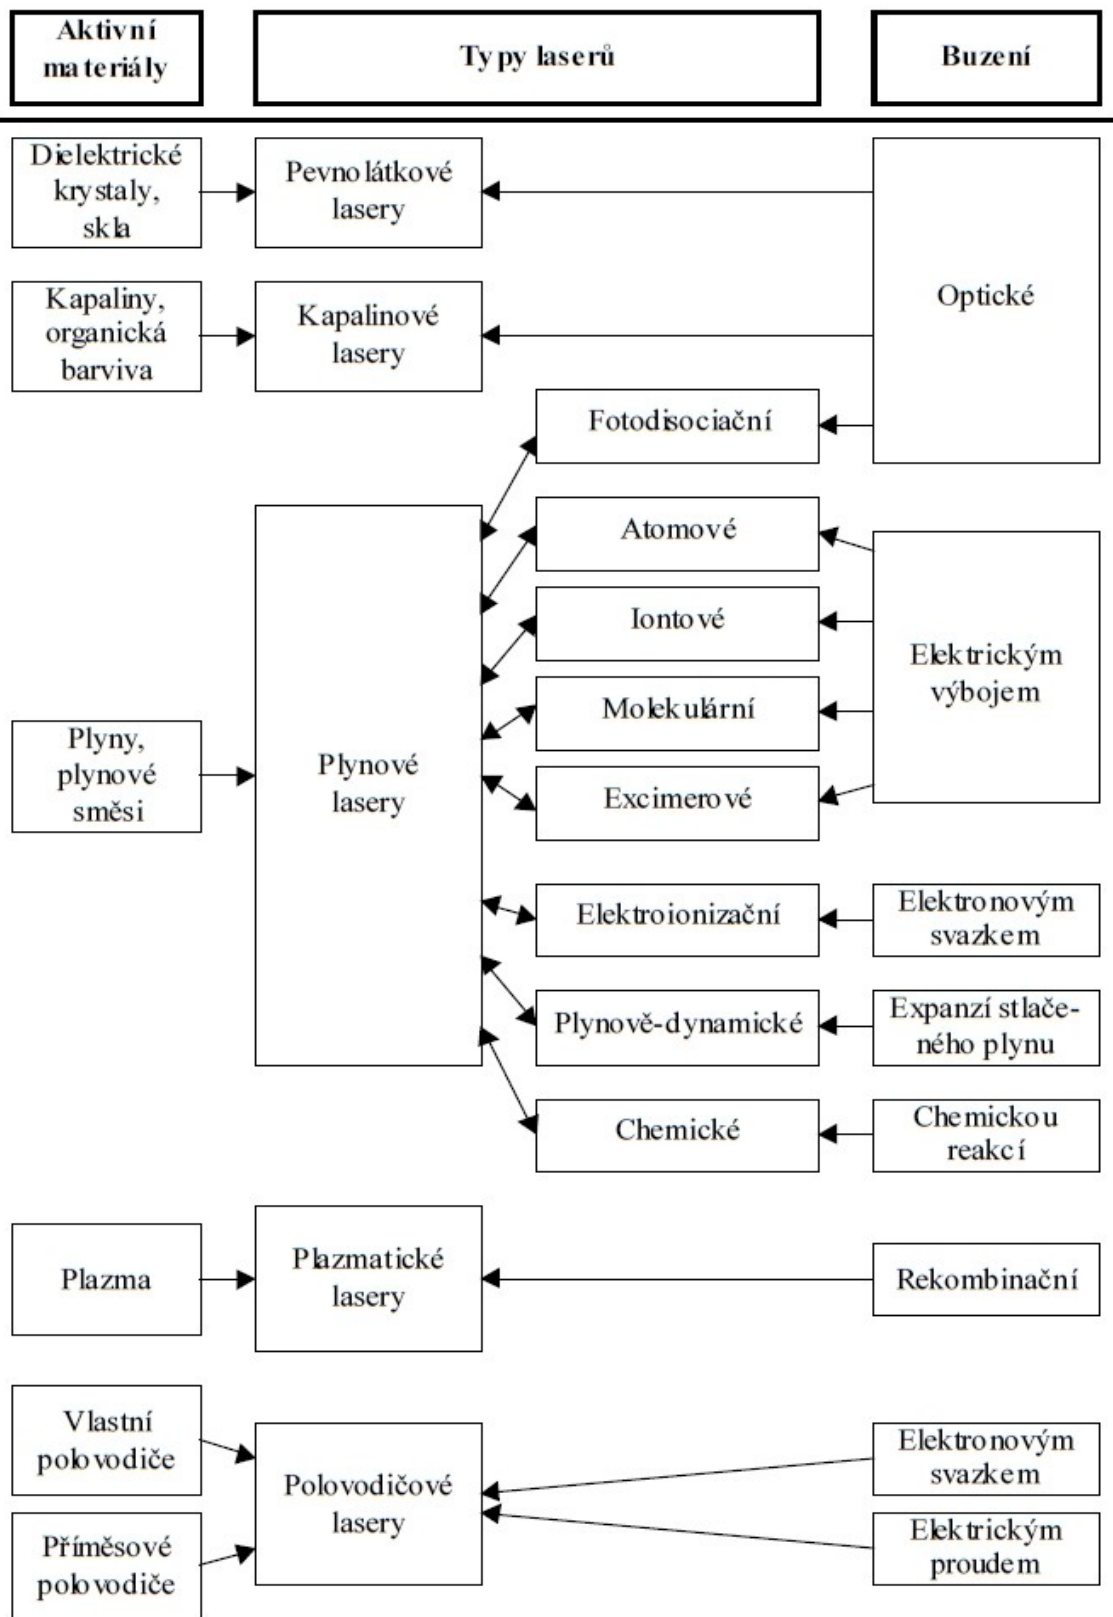 Aktivní
materiály
Typy laserů
Buzení
Dielektrické
krystaly,
skla
Pevnolátkové
lasery
Optické
Kapaliny,
organická
barviva
Kapalinové
lasery
Fotodisociační
Atomové
Iontové
Molekulární
Excimerové
Elektrickým
výbojem
Plyny,
plynové
směsi
Plynové
lasery
Elektroionizační
Elektronovým
svazkem
Plynově-dynamické
Expanzí stlače-
ného plynu
Chemické
Chemickou
reakcí
Plazma
Plazmatické
lasery
Rekombinační
Vlastní
polovodiče
Příměsové
polovodiče
Polovodičové
lasery
Elektronovým
svazkem
Elektrickým
proudem